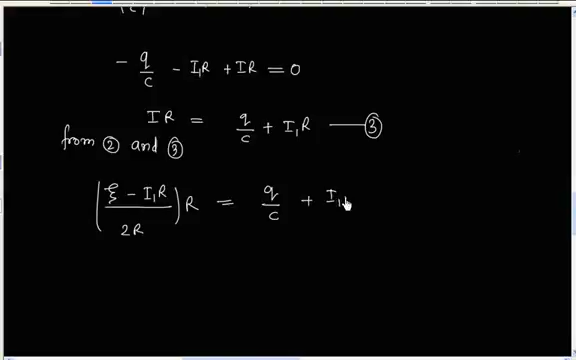 - q/c - I₁R + IR = 0
IR = q/c + I₁R —— ③
from ② and ③
(ξ - I₁R / 2R) R = q/c + I₁